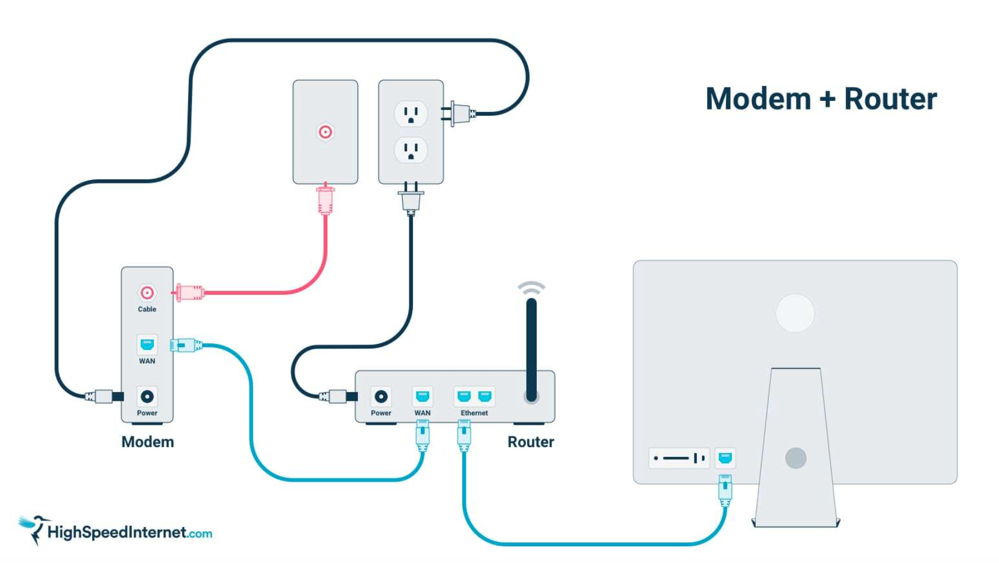 Modem + Router
Cable
WAN
Power
Modem
Power WAN Ethernet
Router
HighSpeedInternet.com